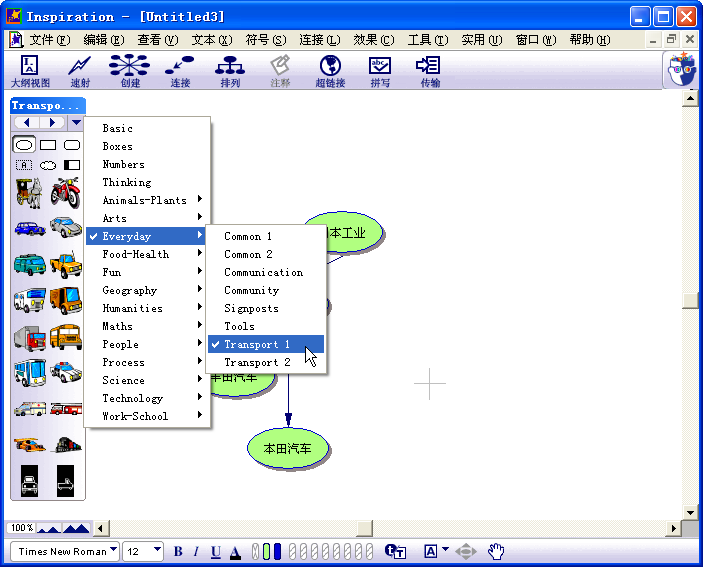 Inspiration - [Untitled3]
文件(F) 编辑(E) 查看(V) 文本(X) 符号(S) 连接(L) 效果(C) 工具(T) 实用(U) 窗口(W) 帮助(H)
大纲视图 速射 创建 连接 排列 注释 超链接 拼写 传输
Transpo...
Basic
Boxes
Numbers
Thinking
Animals-Plants
Arts
Everyday
Food-Health
Fun
Geography
Humanities
Maths
People
Process
Science
Technology
Work-School
Common 1
Common 2
Communication
Community
Signposts
Tools
Transport 1
Transport 2
本工业
本田汽车
本田汽车
100%
Times New Roman 12 B I U A A